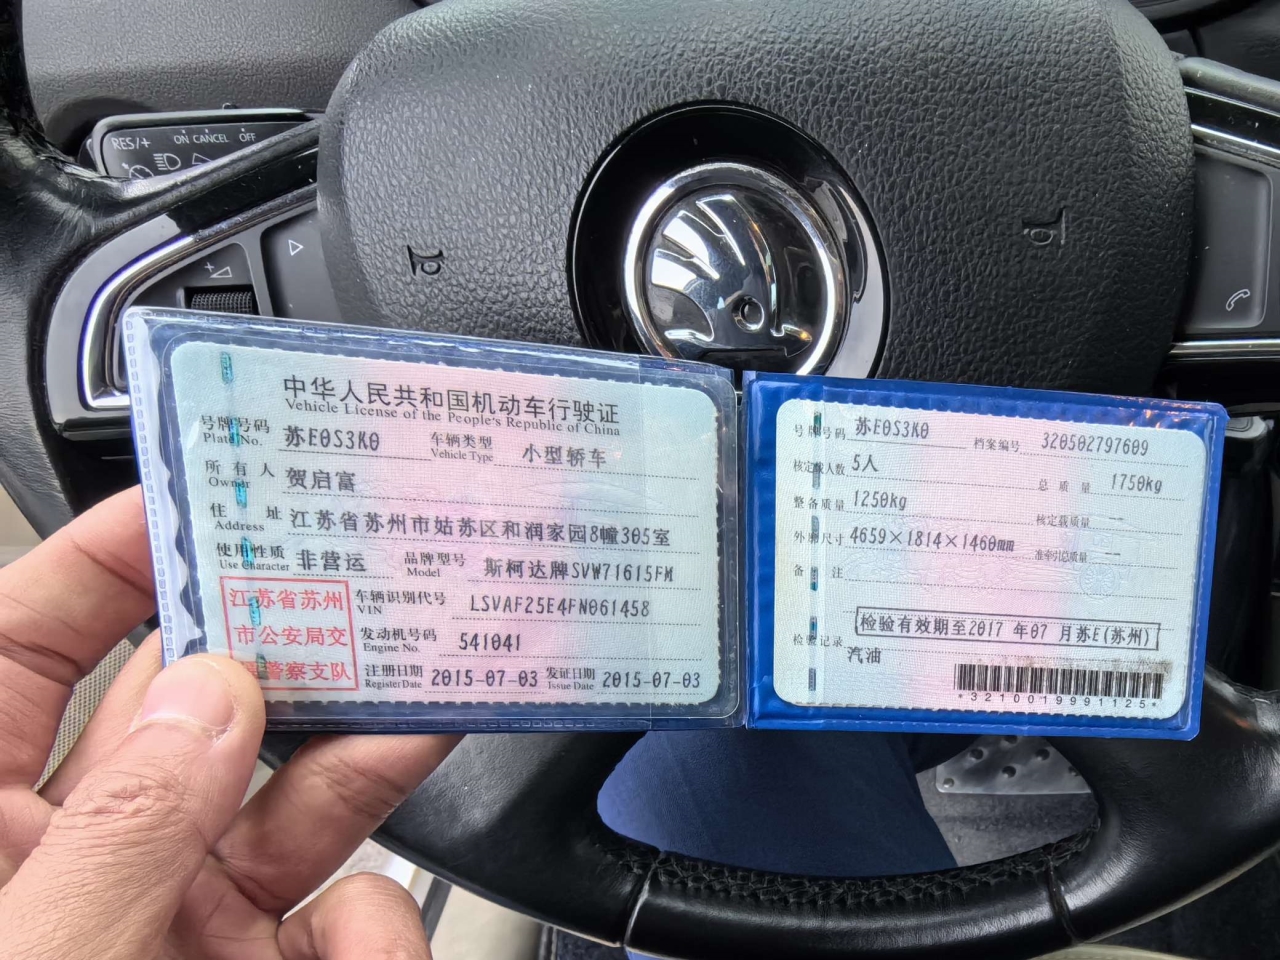 RES/+ ON CANCEL OFF
中华人民共和国机动车行驶证
Vehicle License of the People's Republic of China
号牌号码 苏E0S3K0 车辆类型 小型轿车
Plate No. Vehicle Type
所有人 贺启富
Owner
住址 江苏省苏州市姑苏区和润家园8幢305室
Address
使用性质 非营运 品牌型号 斯柯达牌SVW71615FM
Use Character Model
江苏省苏州
市公安局交
警察支队
车辆识别代号 LSVAF25E4FN061458
VIN
发动机号码 541041
Engine No.
注册日期 2015-07-03 发证日期 2015-07-03
Register Date Issue Date
号牌号码 苏E0S3K0 档案编号 320502797609
核定载人数 5人 总质量 1750kg
整备质量 1250kg 核定载质量 —
外廓尺寸 4659×1814×1460mm 准牵引总质量 —
备注
检验有效期至2017年07月苏E(苏州)
检验记录
汽油
*3210019991125*